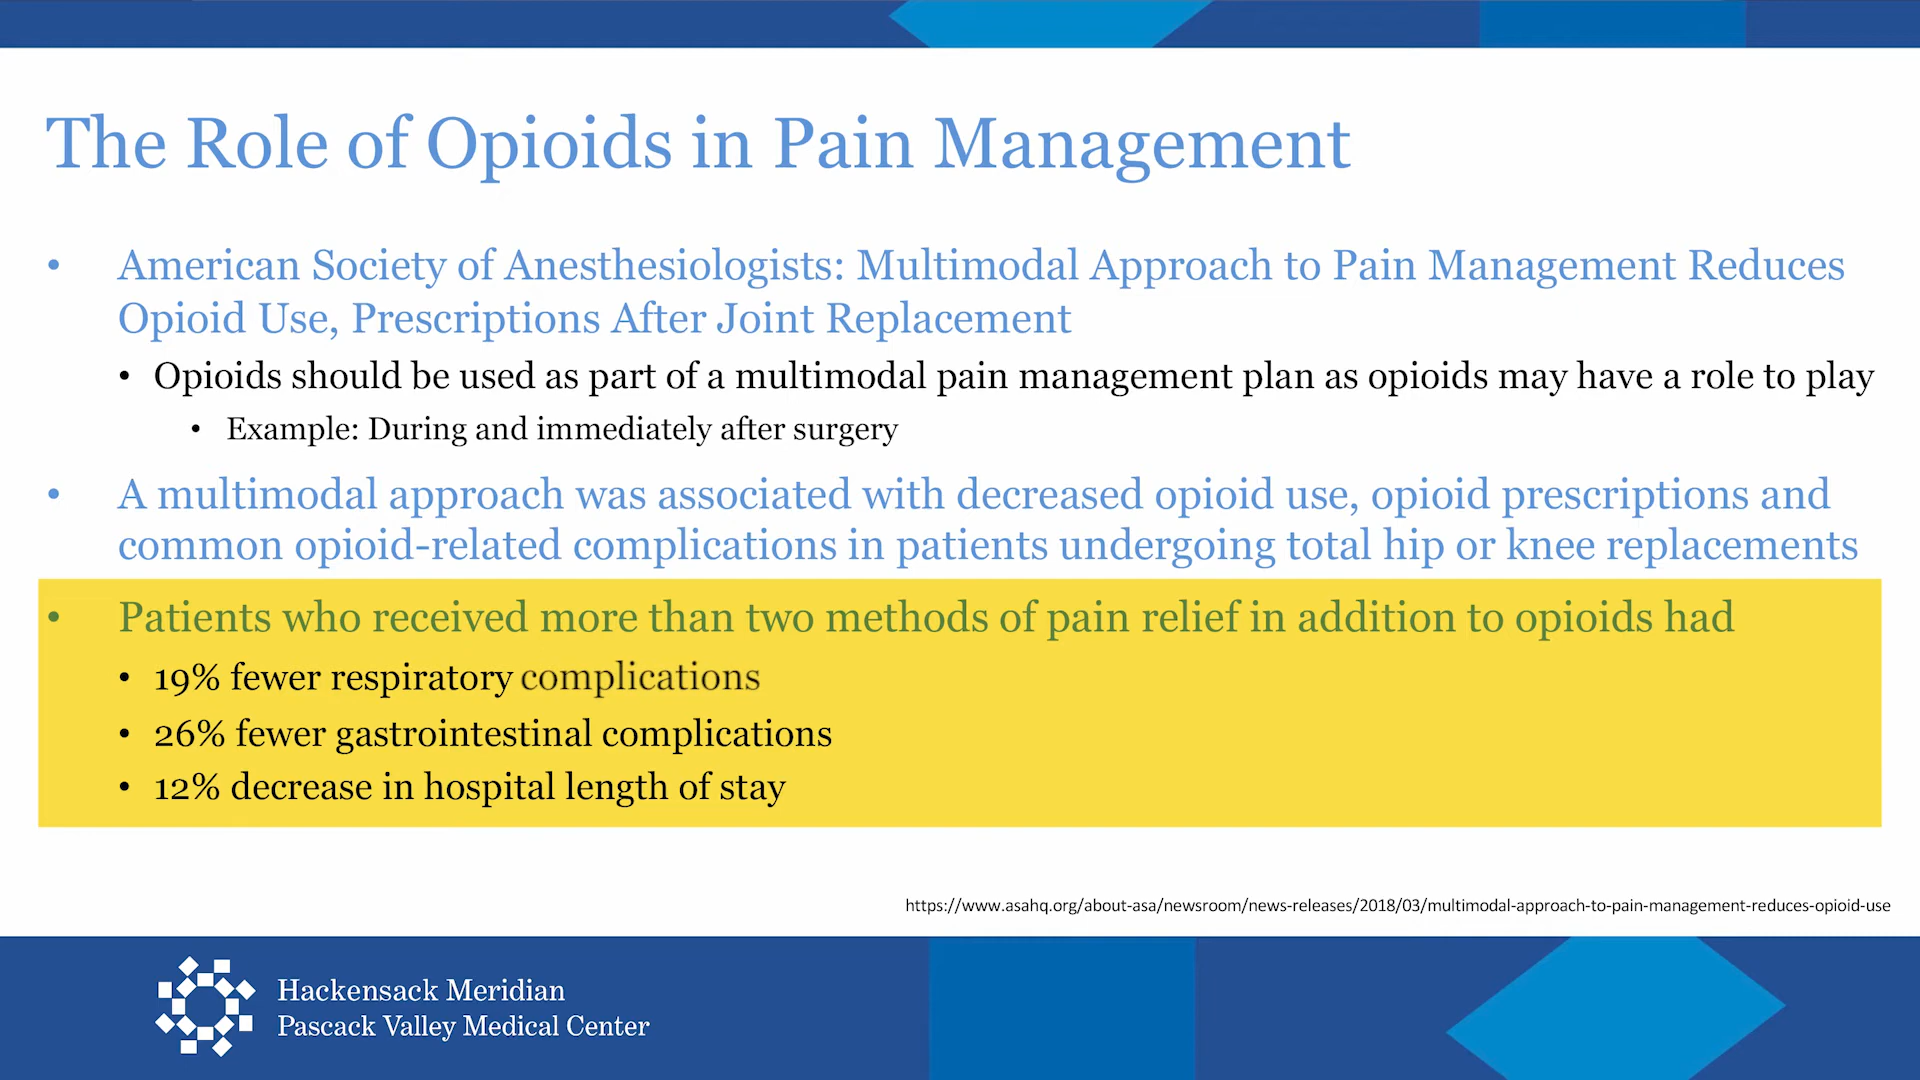 The Role of Opioids in Pain Management
• American Society of Anesthesiologists: Multimodal Approach to Pain Management Reduces
Opioid Use, Prescriptions After Joint Replacement
• Opioids should be used as part of a multimodal pain management plan as opioids may have a role to play
• Example: During and immediately after surgery
• A multimodal approach was associated with decreased opioid use, opioid prescriptions and
common opioid-related complications in patients undergoing total hip or knee replacements
• Patients who received more than two methods of pain relief in addition to opioids had
• 19% fewer respiratory complications
• 26% fewer gastrointestinal complications
• 12% decrease in hospital length of stay
https://www.asahq.org/about-asa/newsroom/news-releases/2018/03/multimodal-approach-to-pain-management-reduces-opioid-use
Hackensack Meridian
Pascack Valley Medical Center